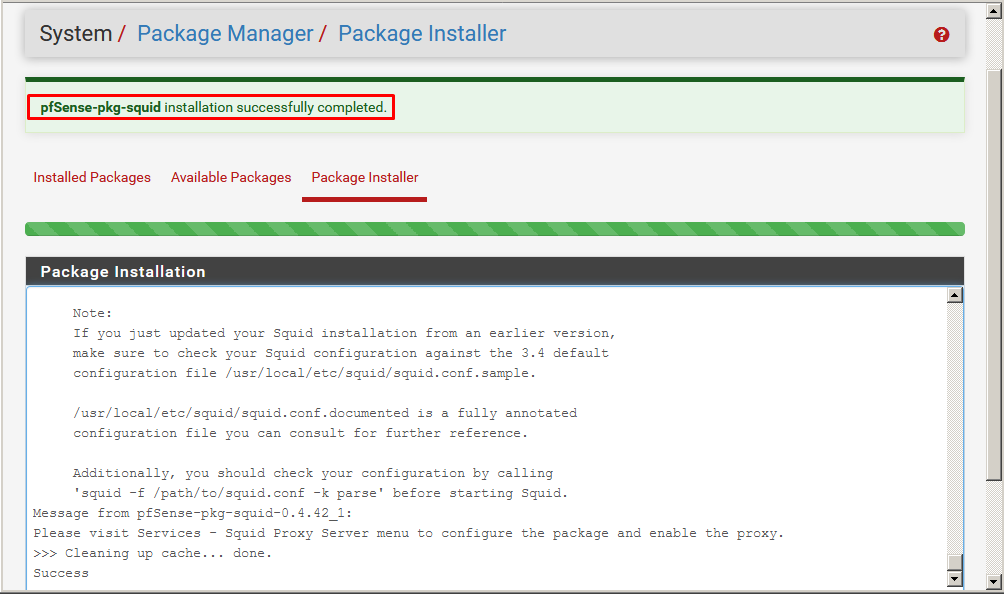 System / Package Manager / Package Installer
?
pfSense-pkg-squid installation successfully completed.
Installed Packages Available Packages Package Installer
Package Installation
Note:
If you just updated your Squid installation from an earlier version,
make sure to check your Squid configuration against the 3.4 default
configuration file /usr/local/etc/squid/squid.conf.sample.
/usr/local/etc/squid/squid.conf.documented is a fully annotated
configuration file you can consult for further reference.
Additionally, you should check your configuration by calling
'squid -f /path/to/squid.conf -k parse' before starting Squid.
Message from pfSense-pkg-squid-0.4.42_1:
Please visit Services - Squid Proxy Server menu to configure the package and enable the proxy.
>>> Cleaning up cache... done.
Success